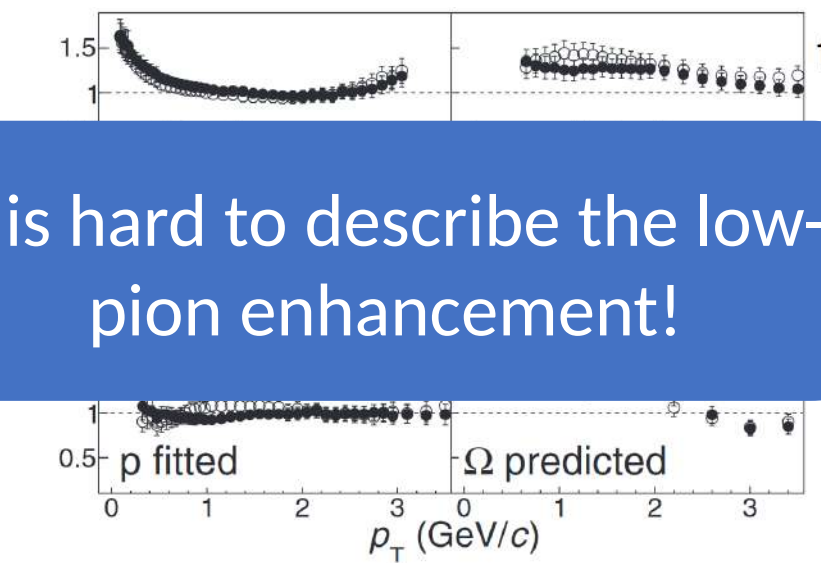 1.5
1
is hard to describe the low-
pion enhancement!
1
0.5
p fitted
Ω predicted
0 1 2 3 0 1 2 3
p_T (GeV/c)